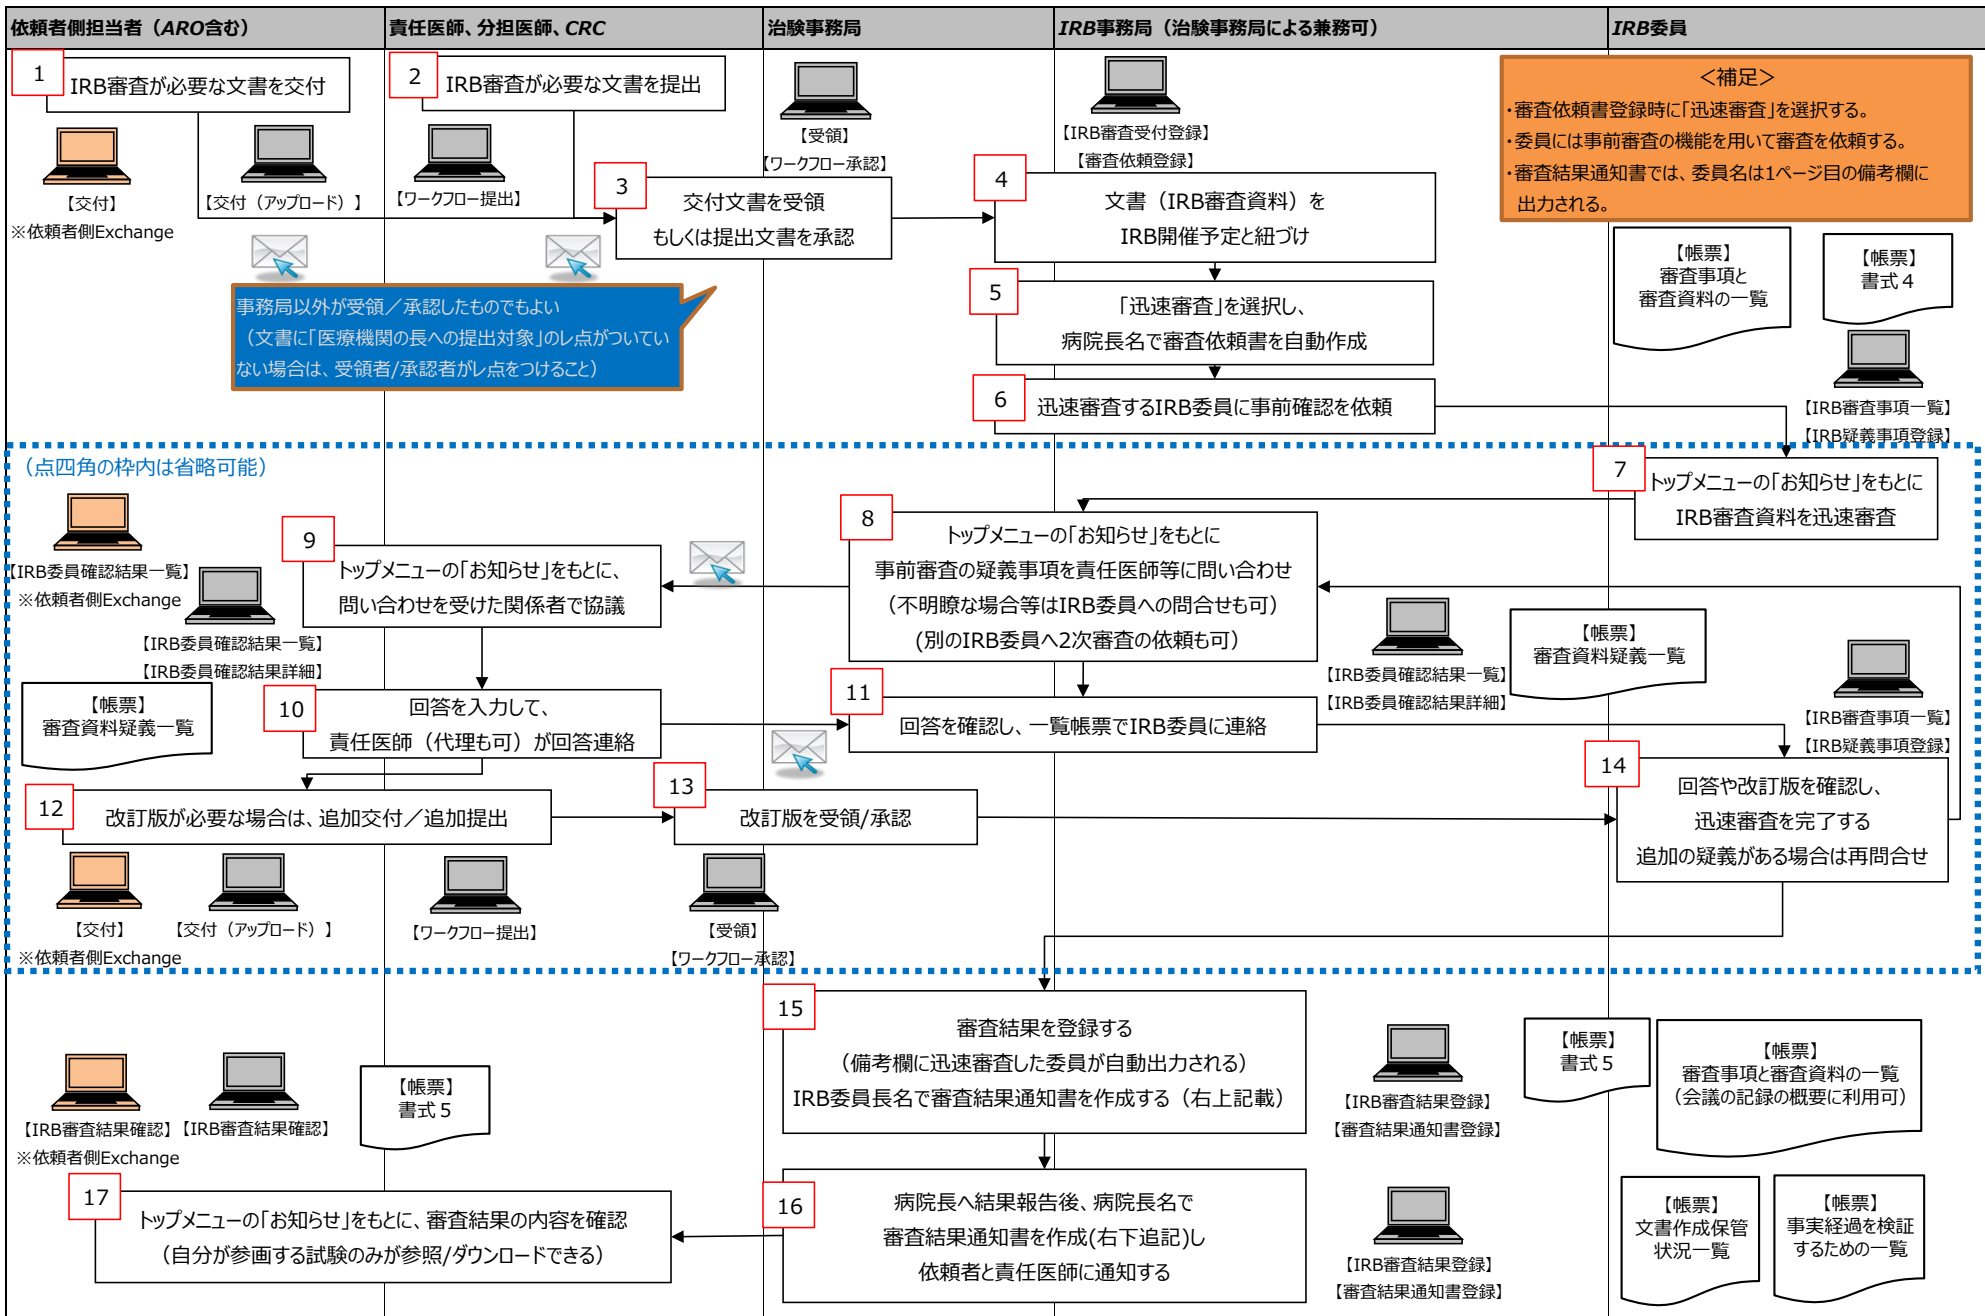 依頼者側担当者（ARO含む）
責任医師、分担医師、CRC
治験事務局
IRB事務局（治験事務局による兼務可）
IRB委員
1
IRB審査が必要な文書を交付
2
IRB審査が必要な文書を提出
【交付】
※依頼者側Exchange
【交付（アップロード）】
【ワークフロー提出】
【受領】
【ワークフロー承認】
【IRB審査受付登録】
【審査依頼登録】
＜補足＞
・審査依頼書登録時に「迅速審査」を選択する。
・委員には事前審査の機能を用いて審査を依頼する。
・審査結果通知書では、委員名は1ページ目の備考欄に
出力される。
3
交付文書を受領
もしくは提出文書を承認
4
文書（IRB審査資料）を
IRB開催予定と紐づけ
事務局以外が受領／承認したものでもよい
（文書に「医療機関の長への提出対象」のレ点がついてい
ない場合は、受領者/承認者がレ点をつけること）
5
「迅速審査」を選択し、
病院長名で審査依頼書を自動作成
【帳票】
審査事項と
審査資料の一覧
【帳票】
書式４
6
迅速審査するIRB委員に事前確認を依頼
【IRB審査事項一覧】
【IRB疑義事項登録】
（点四角の枠内は省略可能）
7
トップメニューの「お知らせ」をもとに
IRB審査資料を迅速審査
8
トップメニューの「お知らせ」をもとに
事前審査の疑義事項を責任医師等に問い合わせ
（不明瞭な場合等はIRB委員への問合せも可）
(別のIRB委員へ2次審査の依頼も可）
9
トップメニューの「お知らせ」をもとに、
問い合わせを受けた関係者で協議
【IRB委員確認結果一覧】
※依頼者側Exchange
【IRB委員確認結果一覧】
【IRB委員確認結果詳細】
【帳票】
審査資料疑義一覧
【IRB委員確認結果一覧】
【IRB委員確認結果詳細】
【帳票】
審査資料疑義一覧
10
回答を入力して、
責任医師（代理も可）が回答連絡
11
回答を確認し、一覧帳票でIRB委員に連絡
【IRB審査事項一覧】
【IRB疑義事項登録】
12
改訂版が必要な場合は、追加交付／追加提出
13
改訂版を受領/承認
14
回答や改訂版を確認し、
迅速審査を完了する
追加の疑義がある場合は再問合せ
【交付】
※依頼者側Exchange
【交付（アップロード）】
【ワークフロー提出】
【受領】
【ワークフロー承認】
15
審査結果を登録する
（備考欄に迅速審査した委員が自動出力される）
IRB委員長名で審査結果通知書を作成する（右上記載）
【IRB審査結果登録】
【審査結果通知書登録】
【帳票】
書式５
【帳票】
審査事項と審査資料の一覧
（会議の記録の概要に利用可）
【IRB審査結果確認】
※依頼者側Exchange
【IRB審査結果確認】
【帳票】
書式５
16
病院長へ結果報告後、病院長名で
審査結果通知書を作成(右下追記)し
依頼者と責任医師に通知する
17
トップメニューの「お知らせ」をもとに、審査結果の内容を確認
（自分が参画する試験のみが参照/ダウンロードできる）
【IRB審査結果登録】
【審査結果通知書登録】
【帳票】
文書作成保管
状況一覧
【帳票】
事実経過を検証
するための一覧